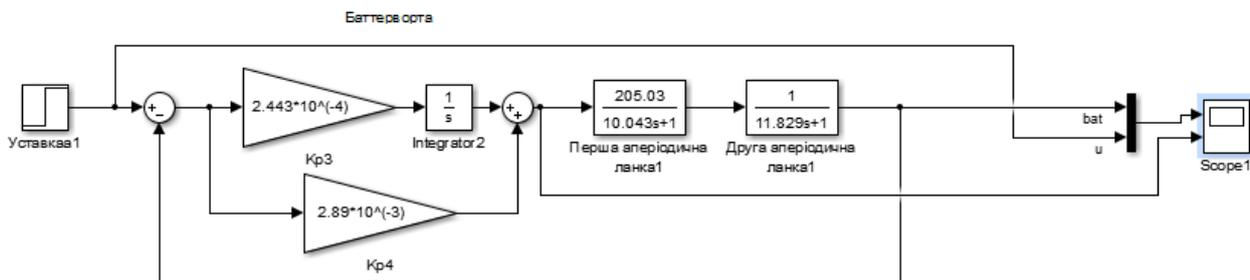 Баттерворта
Уставкаа1
2.443*10^(-4)
Kp3
1
s
Integrator2
205.03
10.043s+1
Перша аперіодична
ланка1
1
11.829s+1
Друга аперіодична
ланка1
bat
u
Scope1
2.89*10^(-3)
Kp4